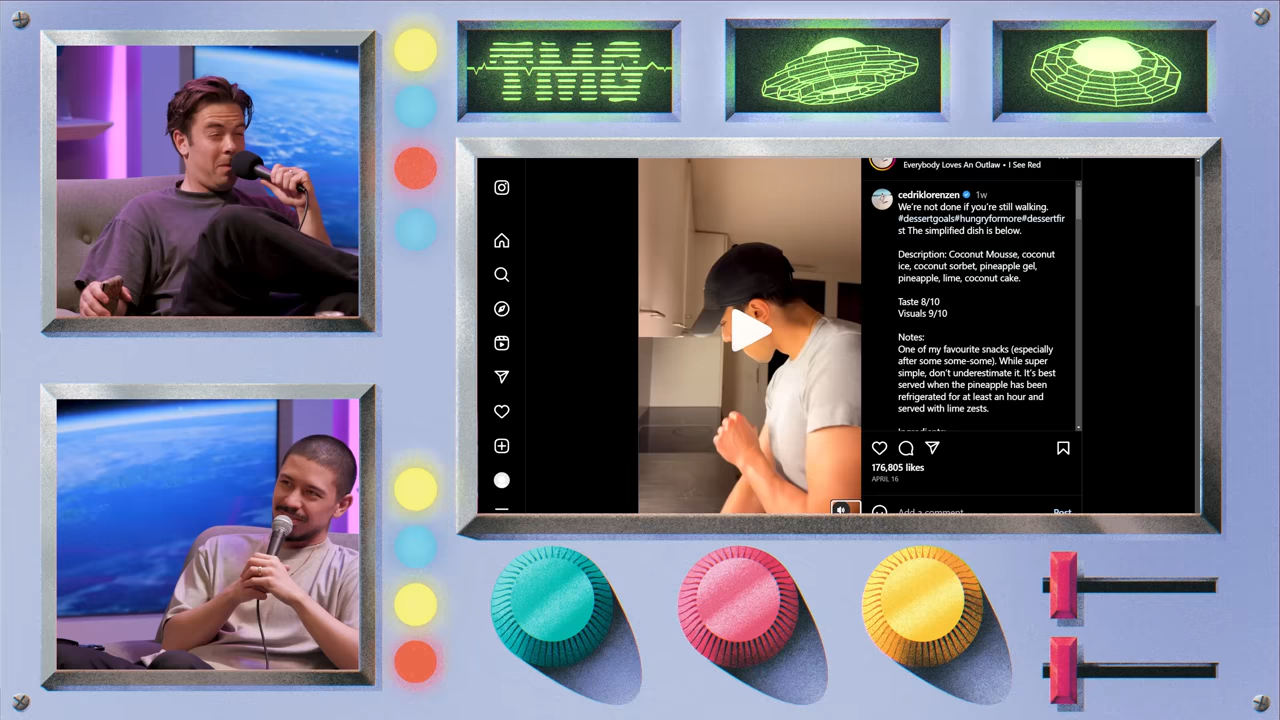 TMG
Everybody Loves An Outlaw • I See Red
cedriklorenzen 1w
We're not done if you're still walking.
#dessertgoals#hungryformore#dessertfir
st The simplified dish is below.
Description: Coconut Mousse, coconut
ice, coconut sorbet, pineapple gel,
pineapple, lime, coconut cake.
Taste 8/10
Visuals 9/10
Notes:
One of my favourite snacks (especially
after some some-some). While super
simple, don't underestimate it. It's best
served when the pineapple has been
refrigerated for at least an hour and
served with lime zests.
176,805 likes
APRIL 16
Add a comment
Post